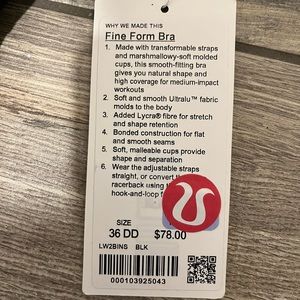 WHY WE MADE THIS
Fine Form Bra
1. Made with transformable straps
and marshmallowy-soft molded
cups, this smooth-fitting bra
gives you natural shape and
high coverage for medium-impact
workouts
2. Soft and smooth Ultralu™ fabric
molds to the body
3. Added Lycra® fibre for stretch
and shape retention
4. Bonded construction for flat
and smooth seams
5. Soft, malleable cups provide
shape and separation
6. Wear the adjustable straps
straight, or convert
racerback using
hook-and-loop
SIZE
36 DD $78.00
LW2BINS BLK
000103925043